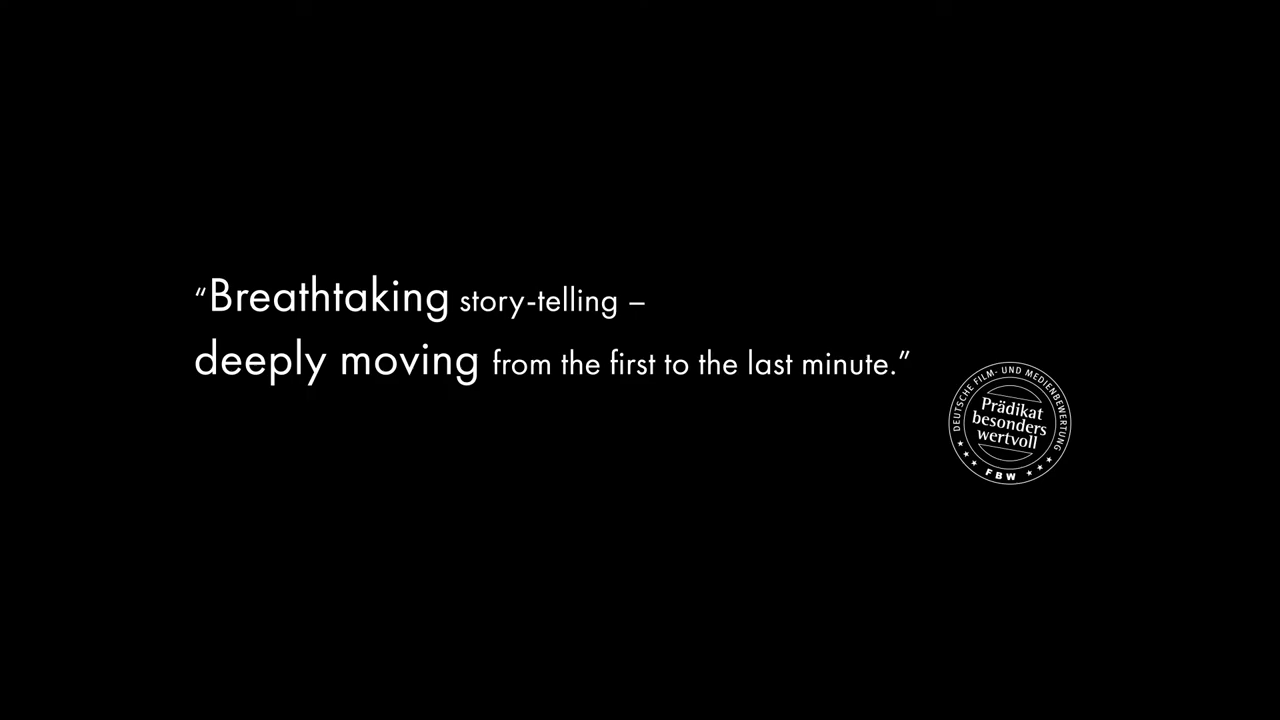 “Breathtaking story-telling –
deeply moving from the first to the last minute.”
DEUTSCHE FILM- UND MEDIENBEWERTUNG
Prädikat
besonders
wertvoll
FBW